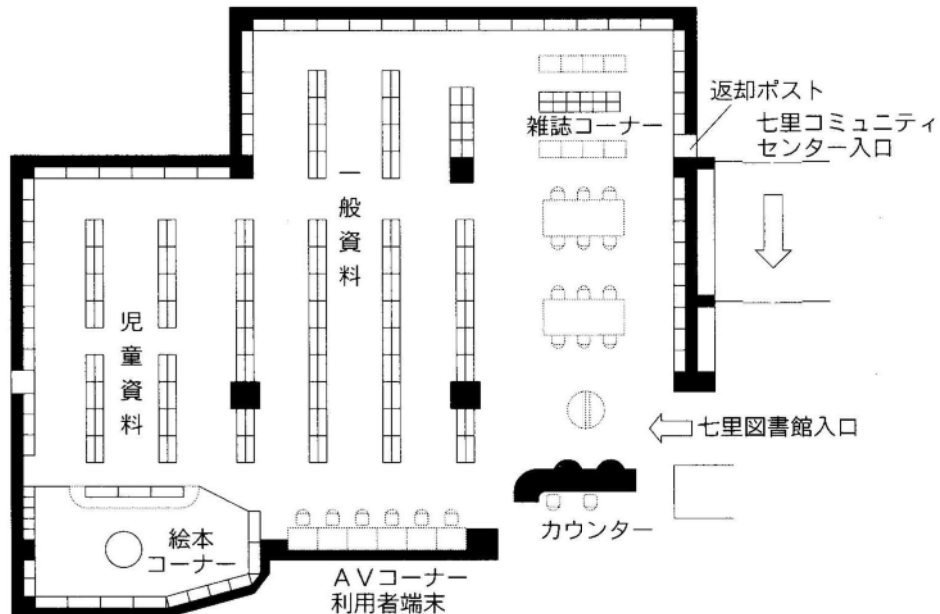 返却ポスト
七里コミュニティ
センター入口
雑誌コーナー
一般資料
児童資料
七里図書館入口
カウンター
絵本
コーナー
AVコーナー
利用者端末